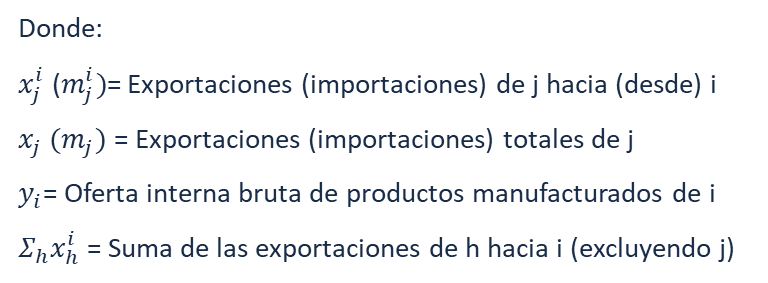 Donde:
$x_j^i$ ($m_j^i$)= Exportaciones (importaciones) de j hacia (desde) i
$x_j$ ($m_j$) = Exportaciones (importaciones) totales de j
$y_i$= Oferta interna bruta de productos manufacturados de i
$\Sigma_h x_h^i$ = Suma de las exportaciones de h hacia i (excluyendo j)